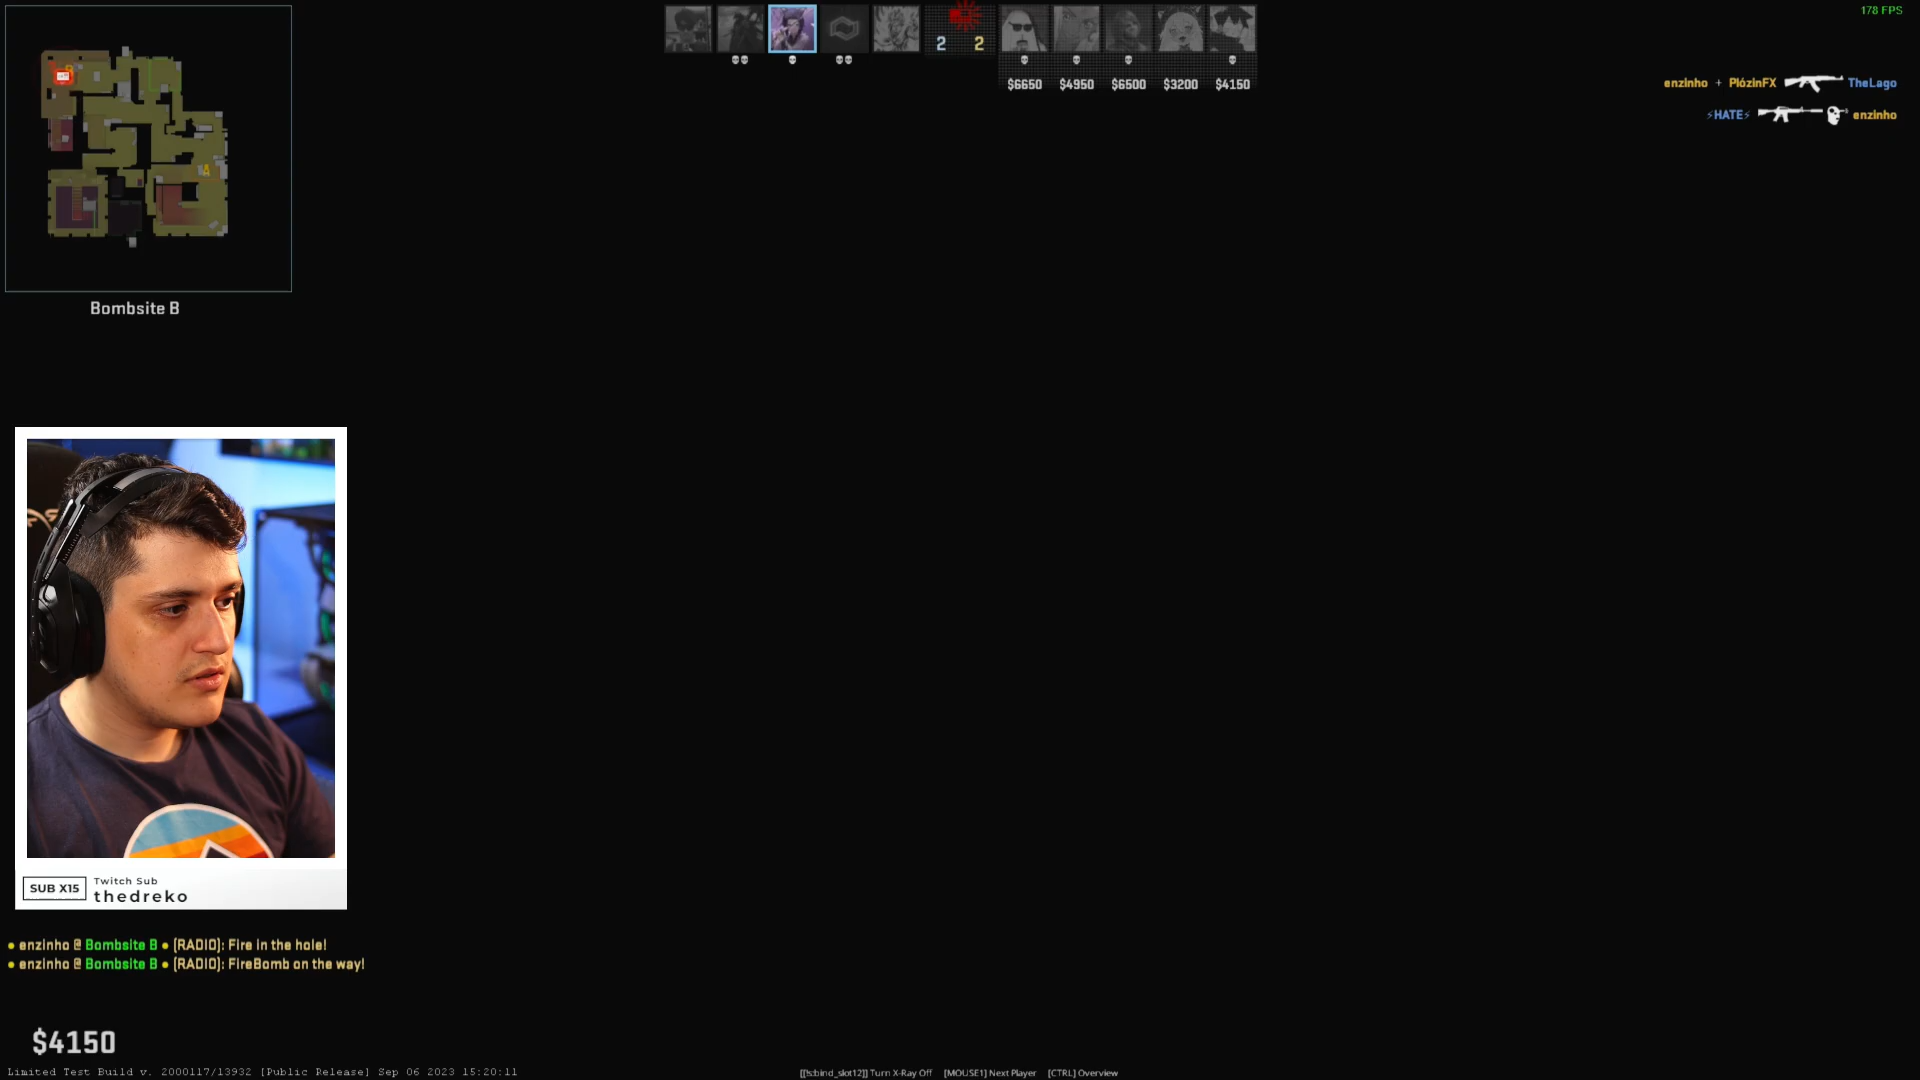 178 FPS
2 2
$6650 $4950 $6500 $3200 $4150
enzinho + PlózinFX TheLago
⚡HATE⚡ enzinho
A
Bombsite B
SUB X15
Twitch Sub
thedreko
• enzinho @ Bombsite B • (RADIO): Fire in the hole!
• enzinho @ Bombsite B • (RADIO): FireBomb on the way!
$4150
Limited Test Build v. 2000117/13932 [Public Release] Sep 06 2023 15:20:11
[[!s:bind_slot12]] Turn X-Ray Off [MOUSE1] Next Player [CTRL] Overview